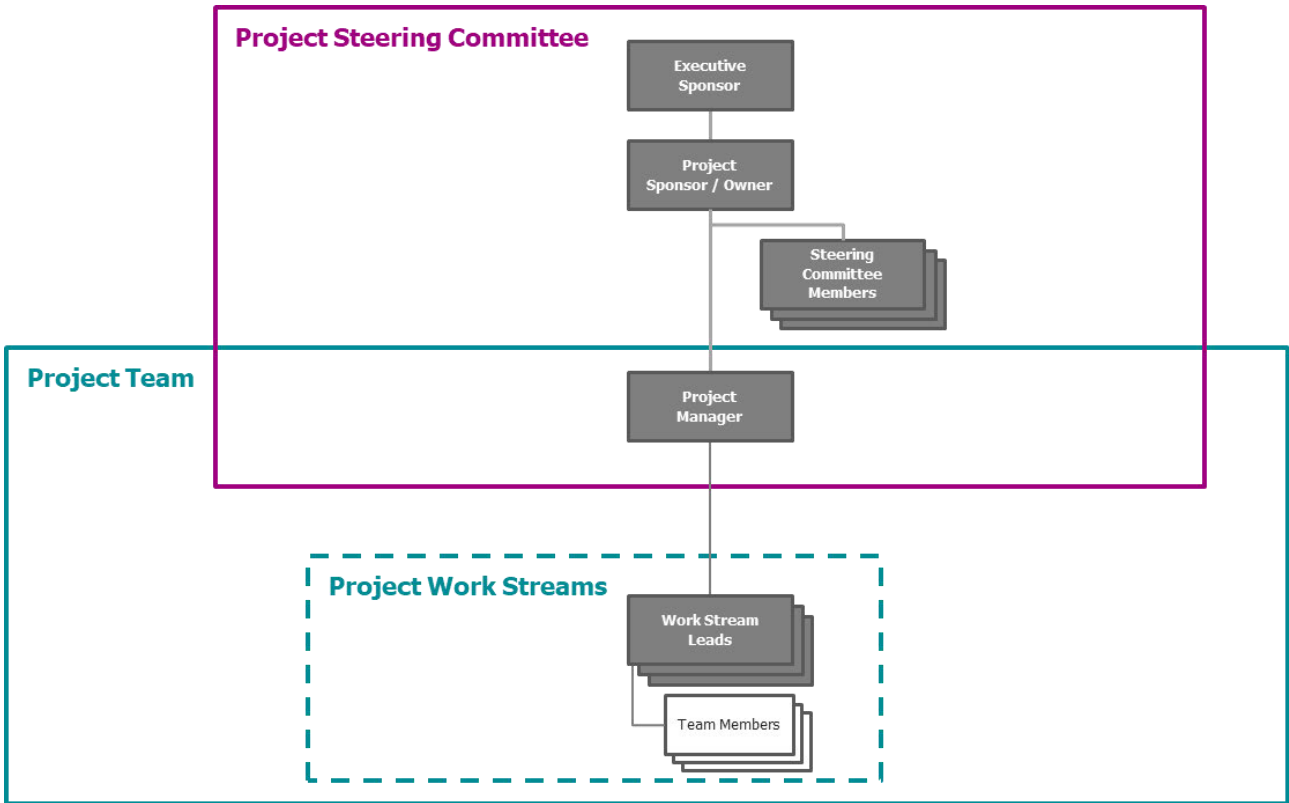 Project Steering Committee
Executive
Sponsor
Project
Sponsor / Owner
Steering
Committee
Members
Project Team
Project
Manager
Project Work Streams
Work Stream
Leads
Team Members